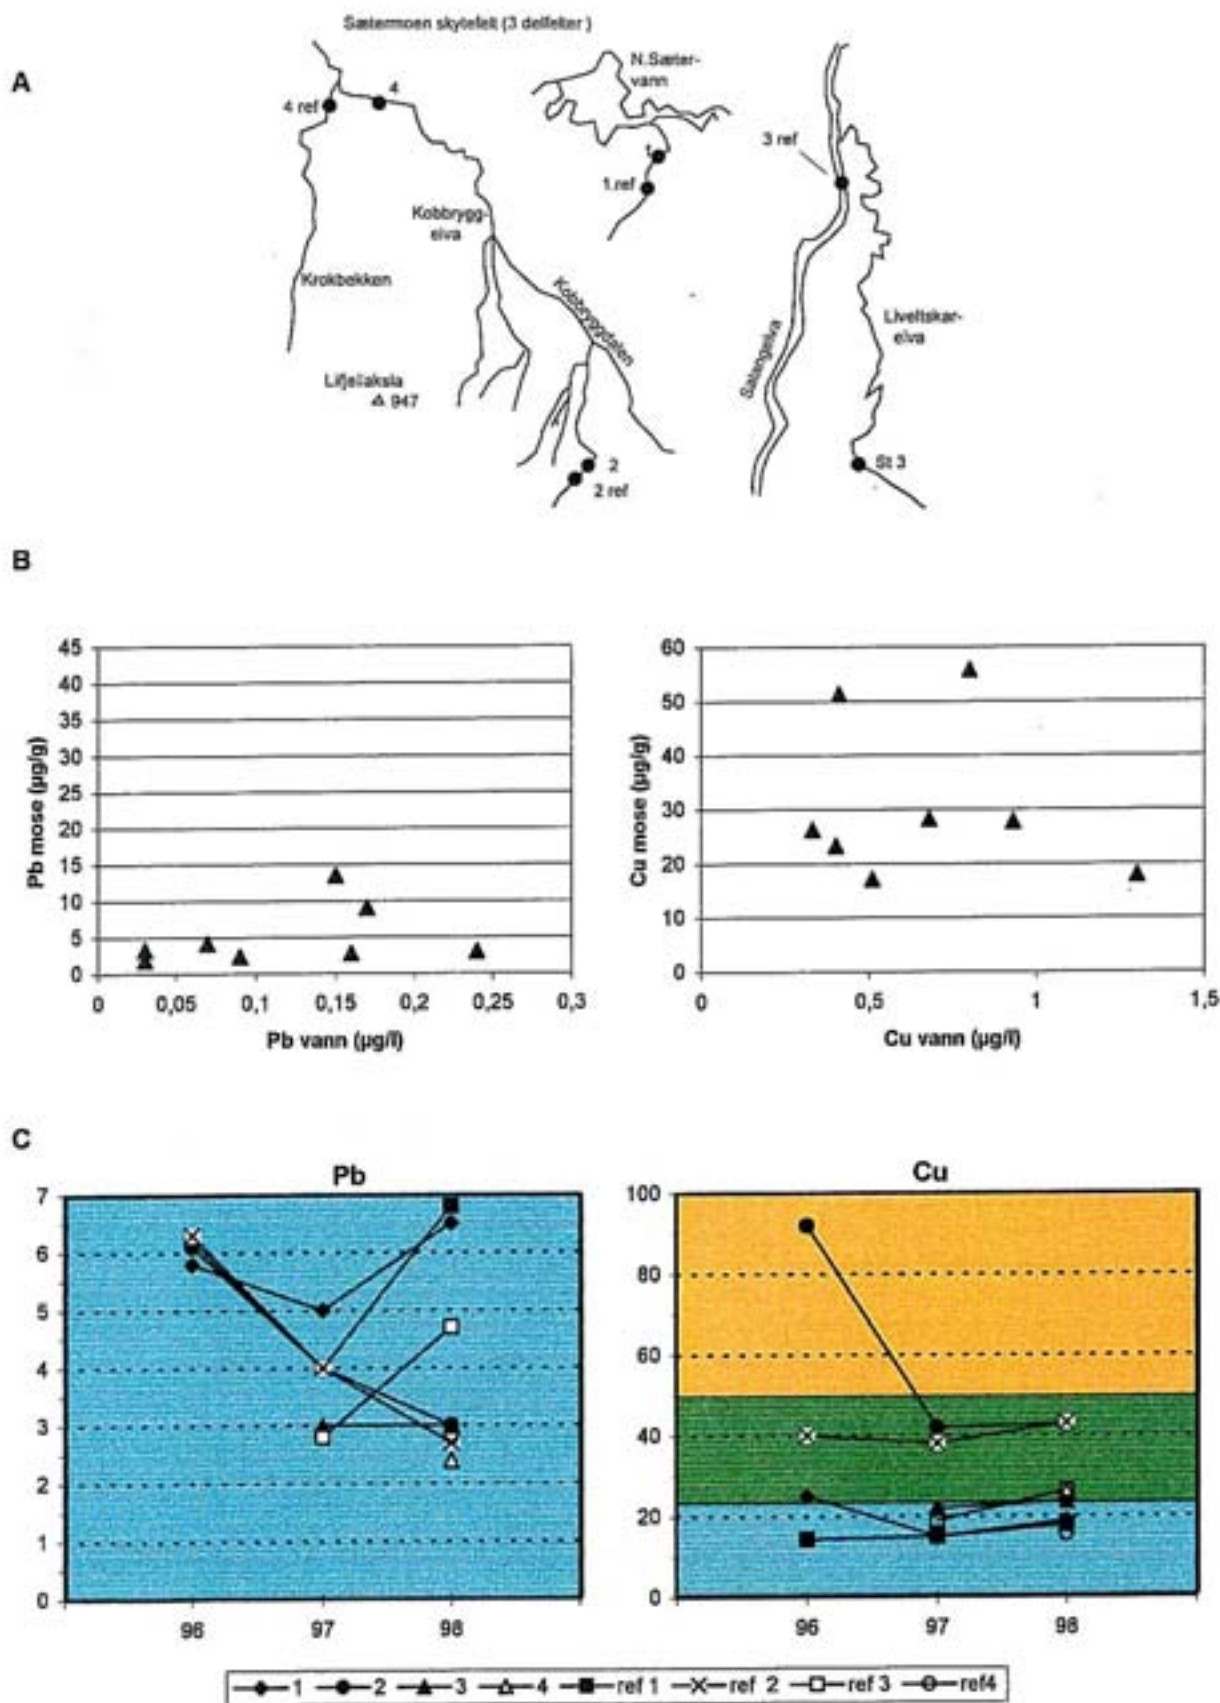 Sætermoen skytefelt (3 delfelter )
A
N.Sæter-
vann
4
4 ref
1
3 ref
1.ref
Kobbrygg-
elva
Krokbekken
Kobbryggdalen
Salangelva
Liveltskar-
elva
Lifjellaksla
947
2
2 ref
St 3
B
45
40
35
30
25
20
15
10
5
0
Pb mose (µg/g)
0 0,05 0,1 0,15 0,2 0,25 0,3
Pb vann (µg/l)
60
50
40
30
20
10
0
Cu mose (µg/g)
0 0,5 1 1,5
Cu vann (µg/l)
C
Pb
7
6
5
4
3
2
1
0
96 97 98
Cu
100
80
60
40
20
0
96 97 98
1 2 3 4 ref 1 ref 2 ref 3 ref4